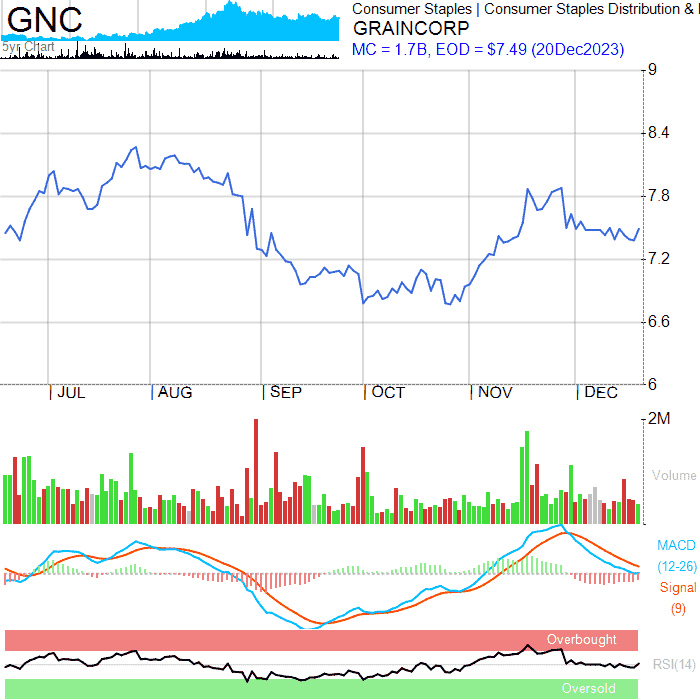 GNC
5yr Chart
Consumer Staples | Consumer Staples Distribution &
GRAINCORP
MC = 1.7B, EOD = $7.49 (20Dec2023)
9
8.4
7.8
7.2
6.6
6
JUL
AUG
SEP
OCT
NOV
DEC
2M
Volume
MACD
(12-26)
Signal
(9)
Overbought
RSI(14)
Oversold